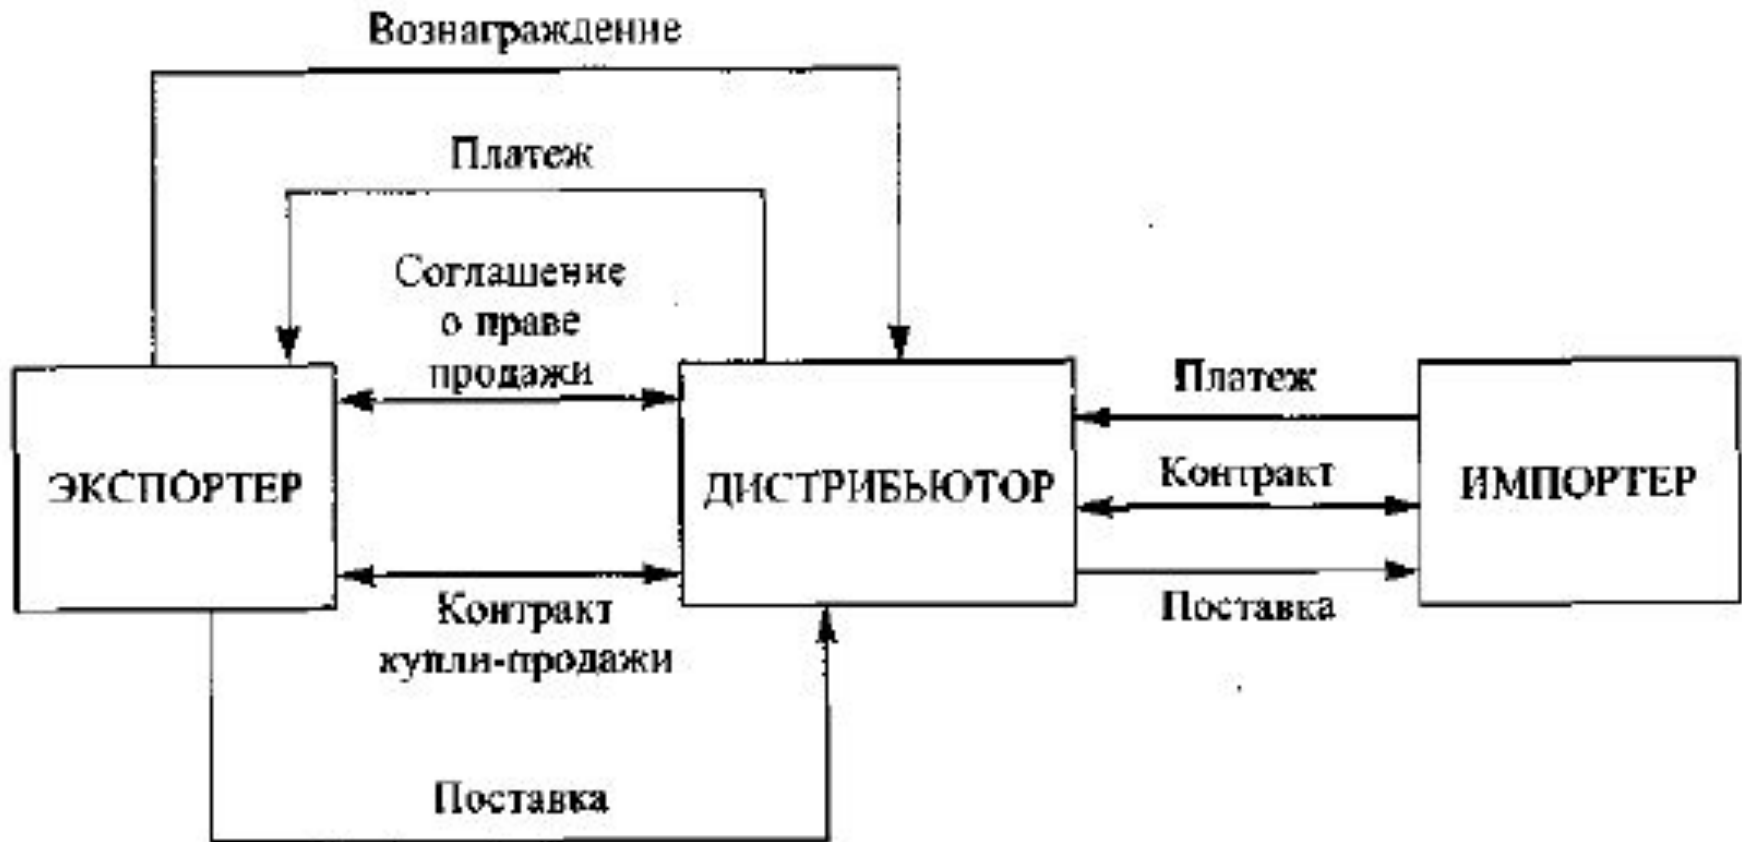 Вознаграждение
Платеж
Соглашение
о праве
продажи
Платеж
ЭКСПОРТЕР
ДИСТРИБЬЮТОР
Контракт
ИМПОРТЕР
Контракт
купли-продажи
Поставка
Поставка